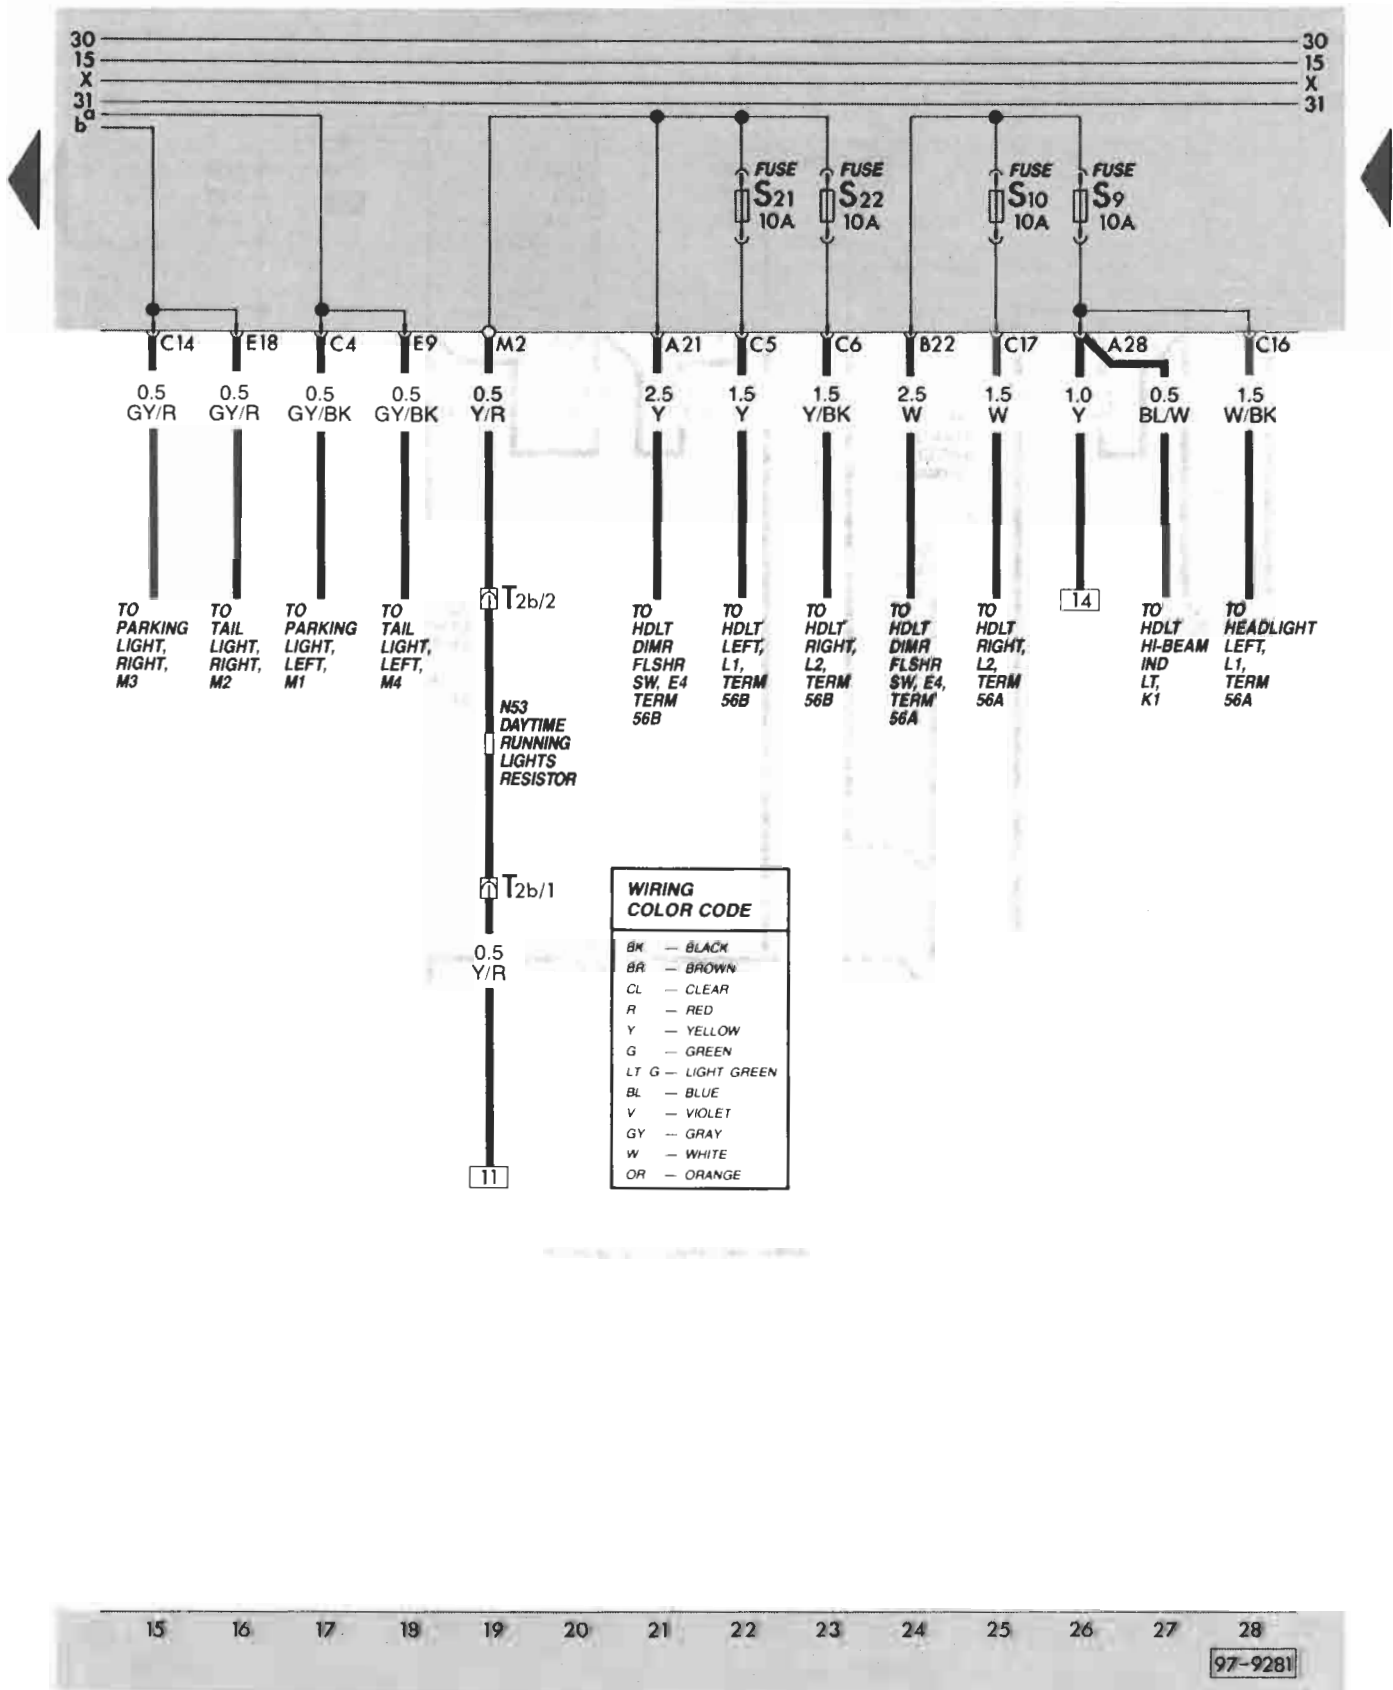 30 30
15 15
X X
31 31
a
b
FUSE FUSE FUSE FUSE
S21 S22 S10 S9
10A 10A 10A 10A
C14 E18 C4 E9 M2 A21 C5 C6 B22 C17 A28 C16
0.5 0.5 0.5 0.5 0.5 2.5 1.5 1.5 2.5 1.5 1.0 0.5 1.5
GY/R GY/R GY/BK GY/BK Y/R Y Y Y/BK W W Y BL/W W/BK
T2b/2
14
TO
PARKING
LIGHT,
RIGHT,
M3
TO
TAIL
LIGHT,
RIGHT,
M2
TO
PARKING
LIGHT,
LEFT,
M1
TO
TAIL
LIGHT,
LEFT,
M4
TO
HDLT
DIMR
FLSHR
SW, E4
TERM
56B
TO
HDLT
LEFT,
L1,
TERM
56B
TO
HDLT
RIGHT,
L2,
TERM
56B
TO
HDLT
DIMR
FLSHR
SW, E4,
TERM
56A
TO
HDLT
RIGHT,
L2,
TERM
56A
TO
HDLT
HI-BEAM
IND
LT,
K1
TO
HEADLIGHT
LEFT,
L1,
TERM
56A
N53
DAYTIME
RUNNING
LIGHTS
RESISTOR
T2b/1
0.5
Y/R
11
WIRING
COLOR CODE
BK — BLACK
BR — BROWN
CL — CLEAR
R — RED
Y — YELLOW
G — GREEN
LT G — LIGHT GREEN
BL — BLUE
V — VIOLET
GY — GRAY
W — WHITE
OR — ORANGE
15 16 17 18 19 20 21 22 23 24 25 26 27 28
97-9281